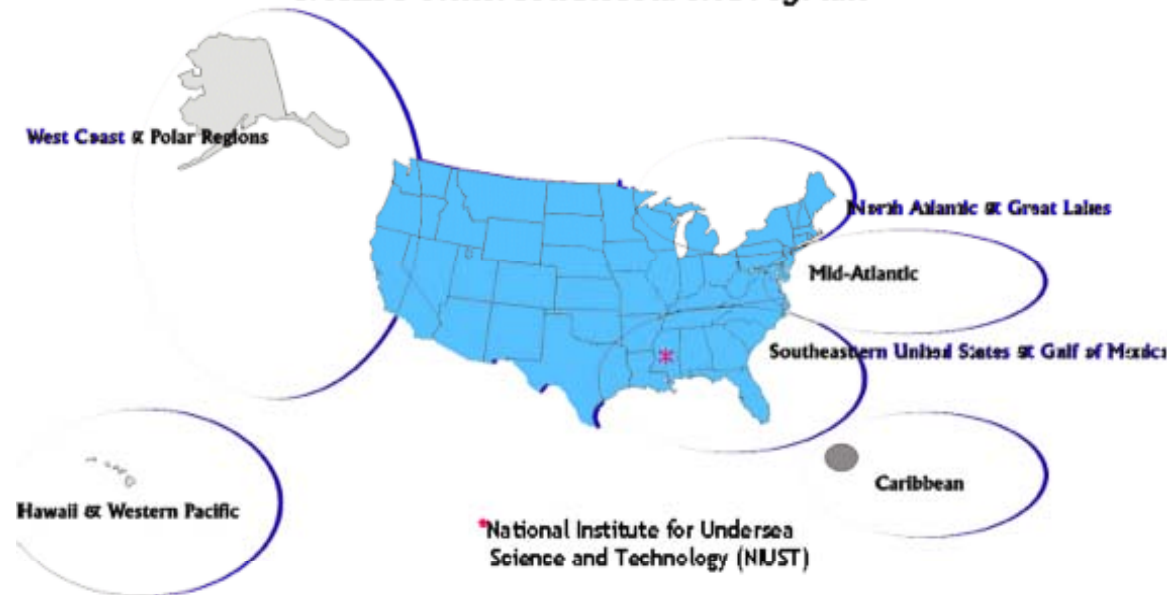 West Coast & Polar Regions
North Atlantic & Great Lakes
Mid-Atlantic
Southeastern United States & Gulf of Mexico
Caribbean
Hawaii & Western Pacific
*National Institute for Undersea
Science and Technology (NIUST)